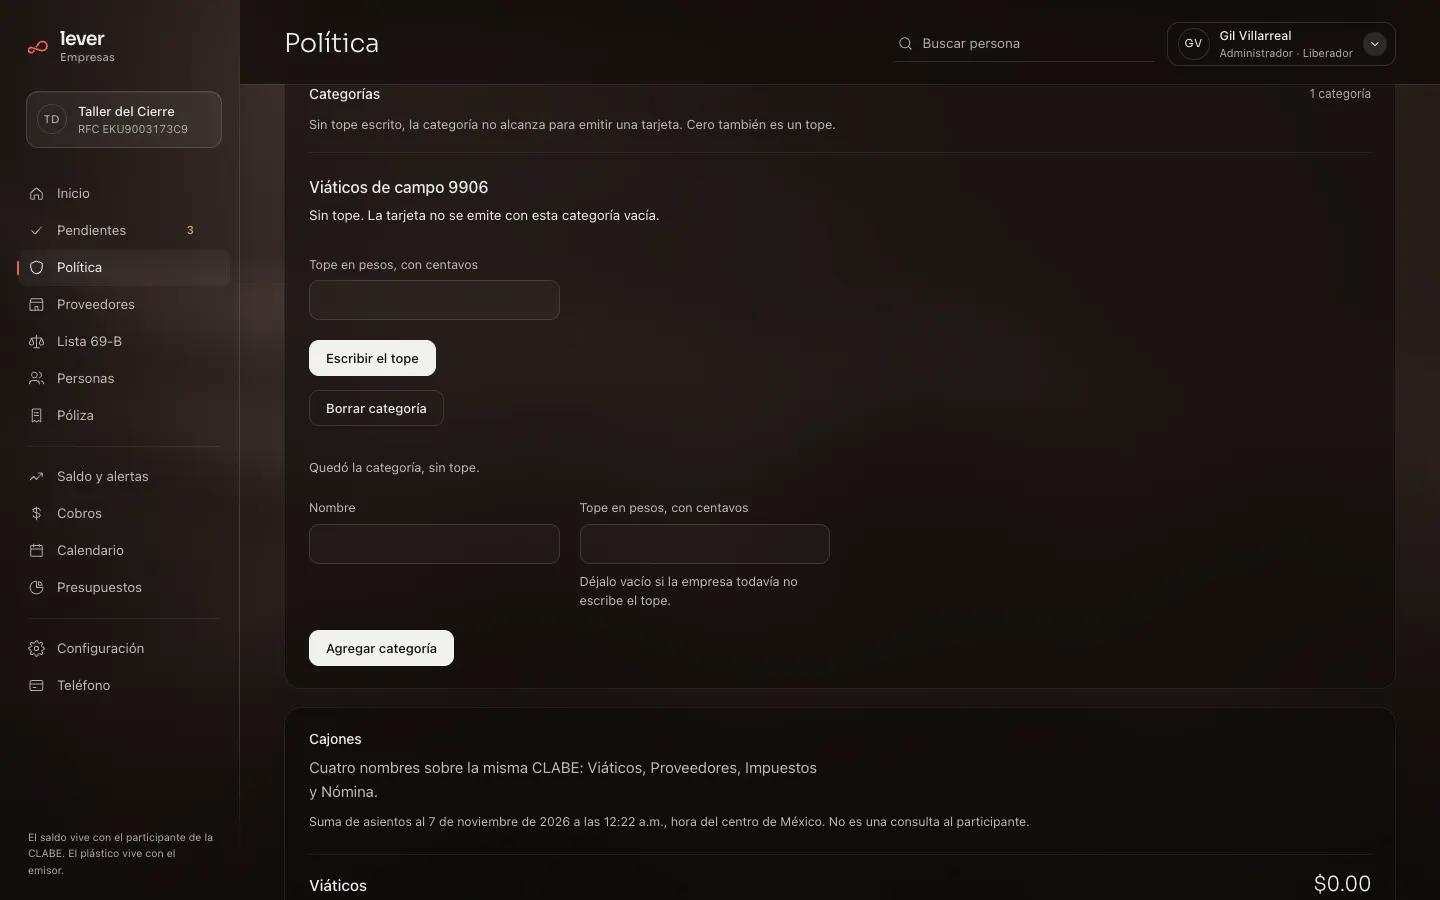 lever
Empresas
TD
Taller del Cierre
RFC EKU9003173C9
Inicio
Pendientes
3
Política
Proveedores
Lista 69-B
Personas
Póliza
Saldo y alertas
Cobros
Calendario
Presupuestos
Configuración
Teléfono
El saldo vive con el participante de la
CLABE. El plástico vive con el
emisor.
Política
Buscar persona
GV
Gil Villarreal
Administrador · Liberador
Categorías
1 categoría
Sin tope escrito, la categoría no alcanza para emitir una tarjeta. Cero también es un tope.
Viáticos de campo 9906
Sin tope. La tarjeta no se emite con esta categoría vacía.
Tope en pesos, con centavos
Escribir el tope
Borrar categoría
Quedó la categoría, sin tope.
Nombre
Tope en pesos, con centavos
Déjalo vacío si la empresa todavía no
escribe el tope.
Agregar categoría
Cajones
Cuatro nombres sobre la misma CLABE: Viáticos, Proveedores, Impuestos
y Nómina.
Suma de asientos al 7 de noviembre de 2026 a las 12:22 a.m., hora del centro de México. No es una consulta al participante.
Viáticos
$0.00